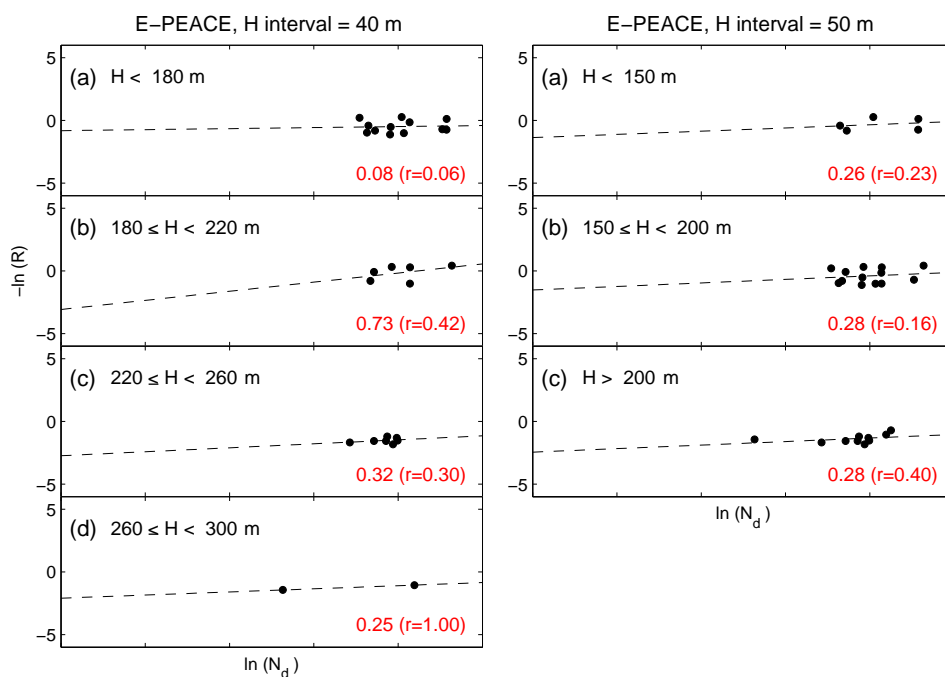 E−PEACE, H interval = 40 m
5
(a) H < 180 m
0
−5
0.08 (r=0.06)
5
(b) 180 ≤ H < 220 m
0
−5
0.73 (r=0.42)
−ln (R)
5
(c) 220 ≤ H < 260 m
0
−5
0.32 (r=0.30)
5
(d) 260 ≤ H < 300 m
0
−5
0.25 (r=1.00)
ln (N_d )
E−PEACE, H interval = 50 m
5
(a) H < 150 m
0
−5
0.26 (r=0.23)
5
(b) 150 ≤ H < 200 m
0
−5
0.28 (r=0.16)
5
(c) H > 200 m
0
−5
0.28 (r=0.40)
ln (N_d )